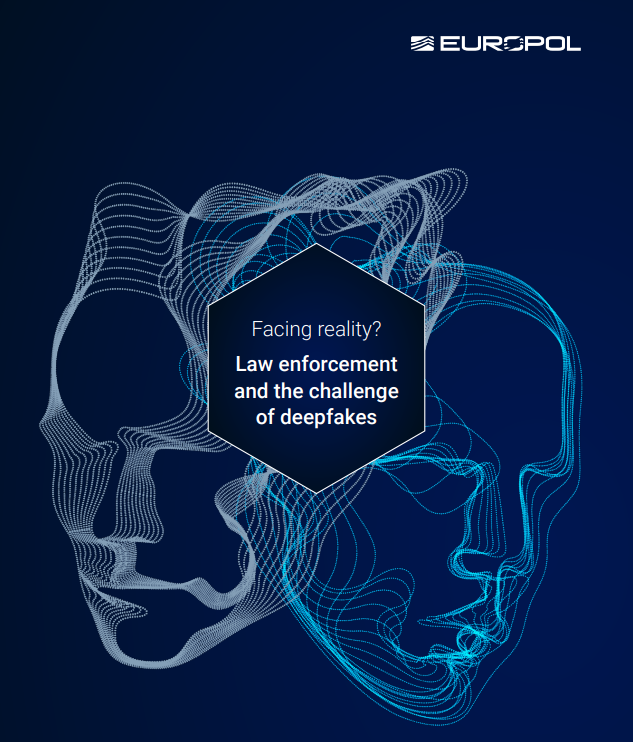 EUROPOL
Facing reality?
Law enforcement
and the challenge
of deepfakes